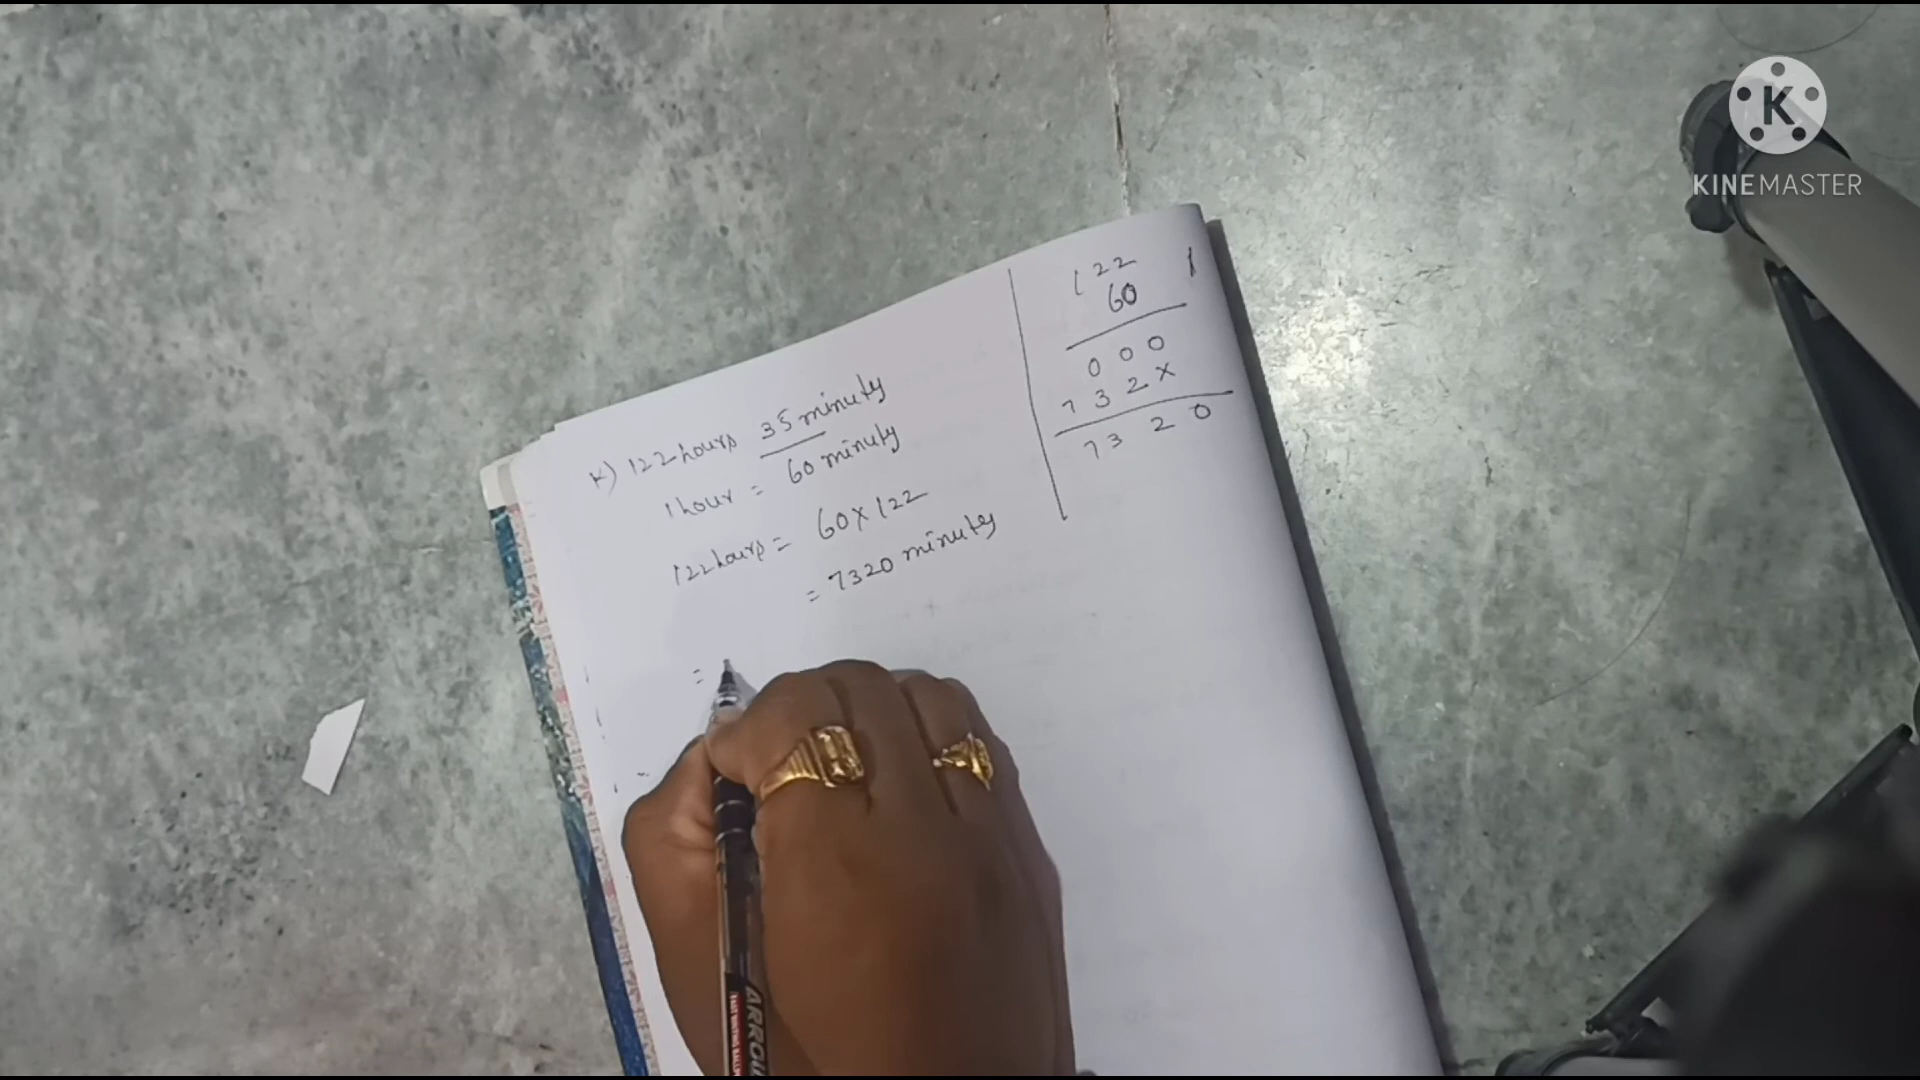 K) 122 hours 35 minuty
1 hour = 60 minuty
122 hours = 60 X 122
= 7320 minuty
=
122
60
000
732X
7320
KINEMASTER
ARROW